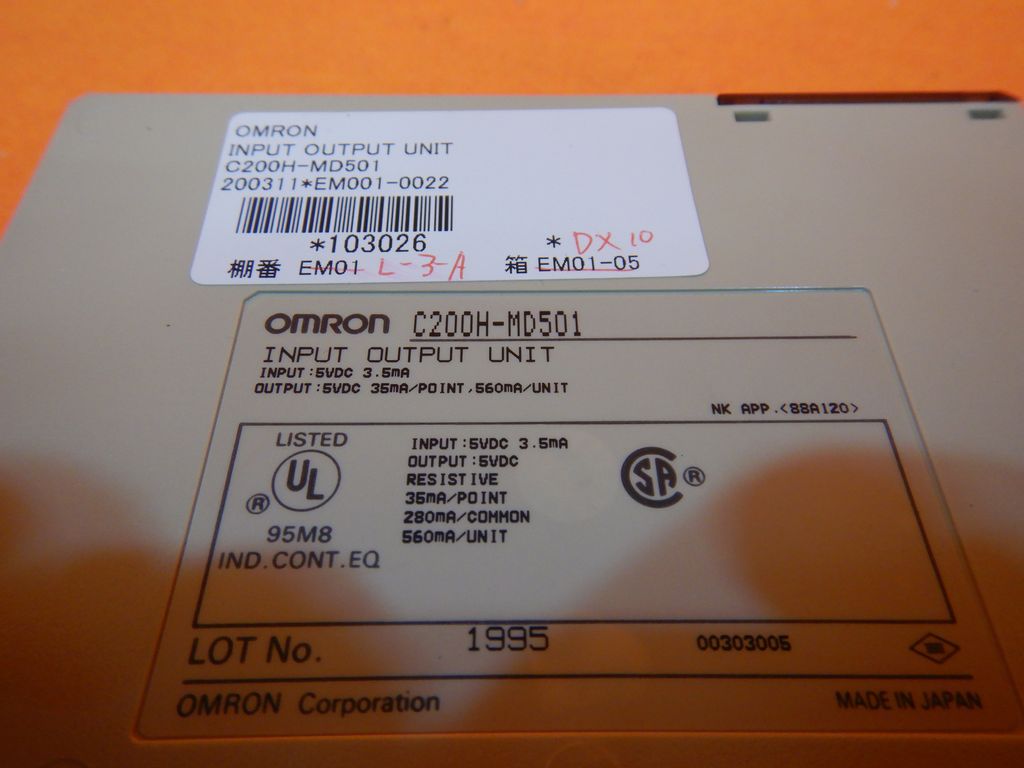 OMRON
INPUT OUTPUT UNIT
C200H-MD501
200311*EM001-0022
*103026
* DX10
棚番 EM01 L-3-A 箱 EM01-05
OMRON C200H-MD501
INPUT OUTPUT UNIT
INPUT:5VDC 3.5mA
OUTPUT:5VDC 35mA/POINT,560mA/UNIT
NK APP.<88A120>
LISTED
UL
®
95M8
IND.CONT.EQ
INPUT:5VDC 3.5mA
OUTPUT:5VDC
RESISTIVE
35mA/POINT
280mA/COMMON
560mA/UNIT
SA ®
LOT No. 1995 00303005
OMRON Corporation MADE IN JAPAN